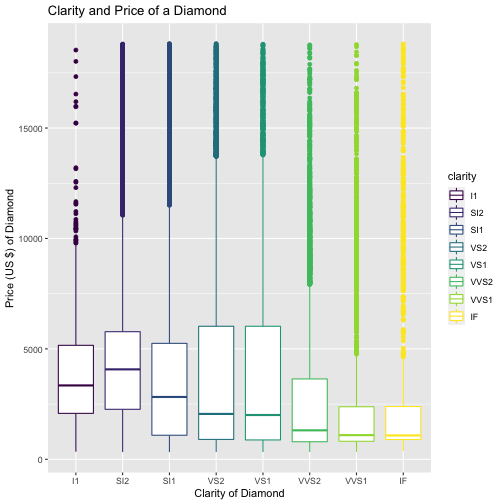 Clarity and Price of a Diamond
Price (US $) of Diamond
15000
10000
5000
0
I1 SI2 SI1 VS2 VS1 VVS2 VVS1 IF
Clarity of Diamond
clarity
I1
SI2
SI1
VS2
VS1
VVS2
VVS1
IF